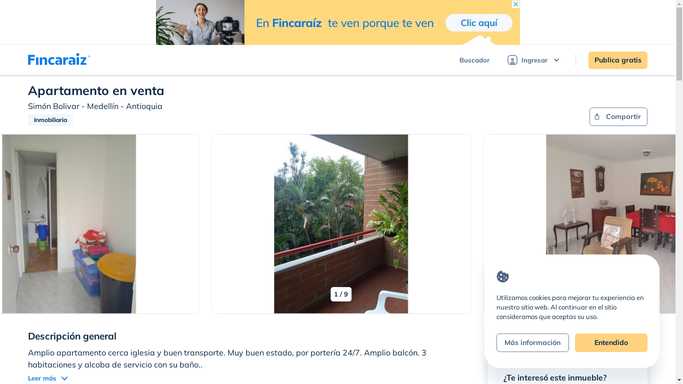 En Fincaraíz te ven porque te ven
Clic aquí
Fincaraiz
Buscador
Ingresar
Publica gratis
Apartamento en venta
Simón Bolivar - Medellín - Antioquia
Inmobiliaria
Compartir
1 / 9
Utilizamos cookies para mejorar tu experiencia en
nuestro sitio web. Al continuar en el sitio
consideramos que aceptas su uso.
Más información
Entendido
Descripción general
Amplio apartamento cerca iglesia y buen transporte. Muy buen estado, por portería 24/7. Amplio balcón. 3
habitaciones y alcoba de servicio con su baño..
Leer más
¿Te interesó este inmueble?